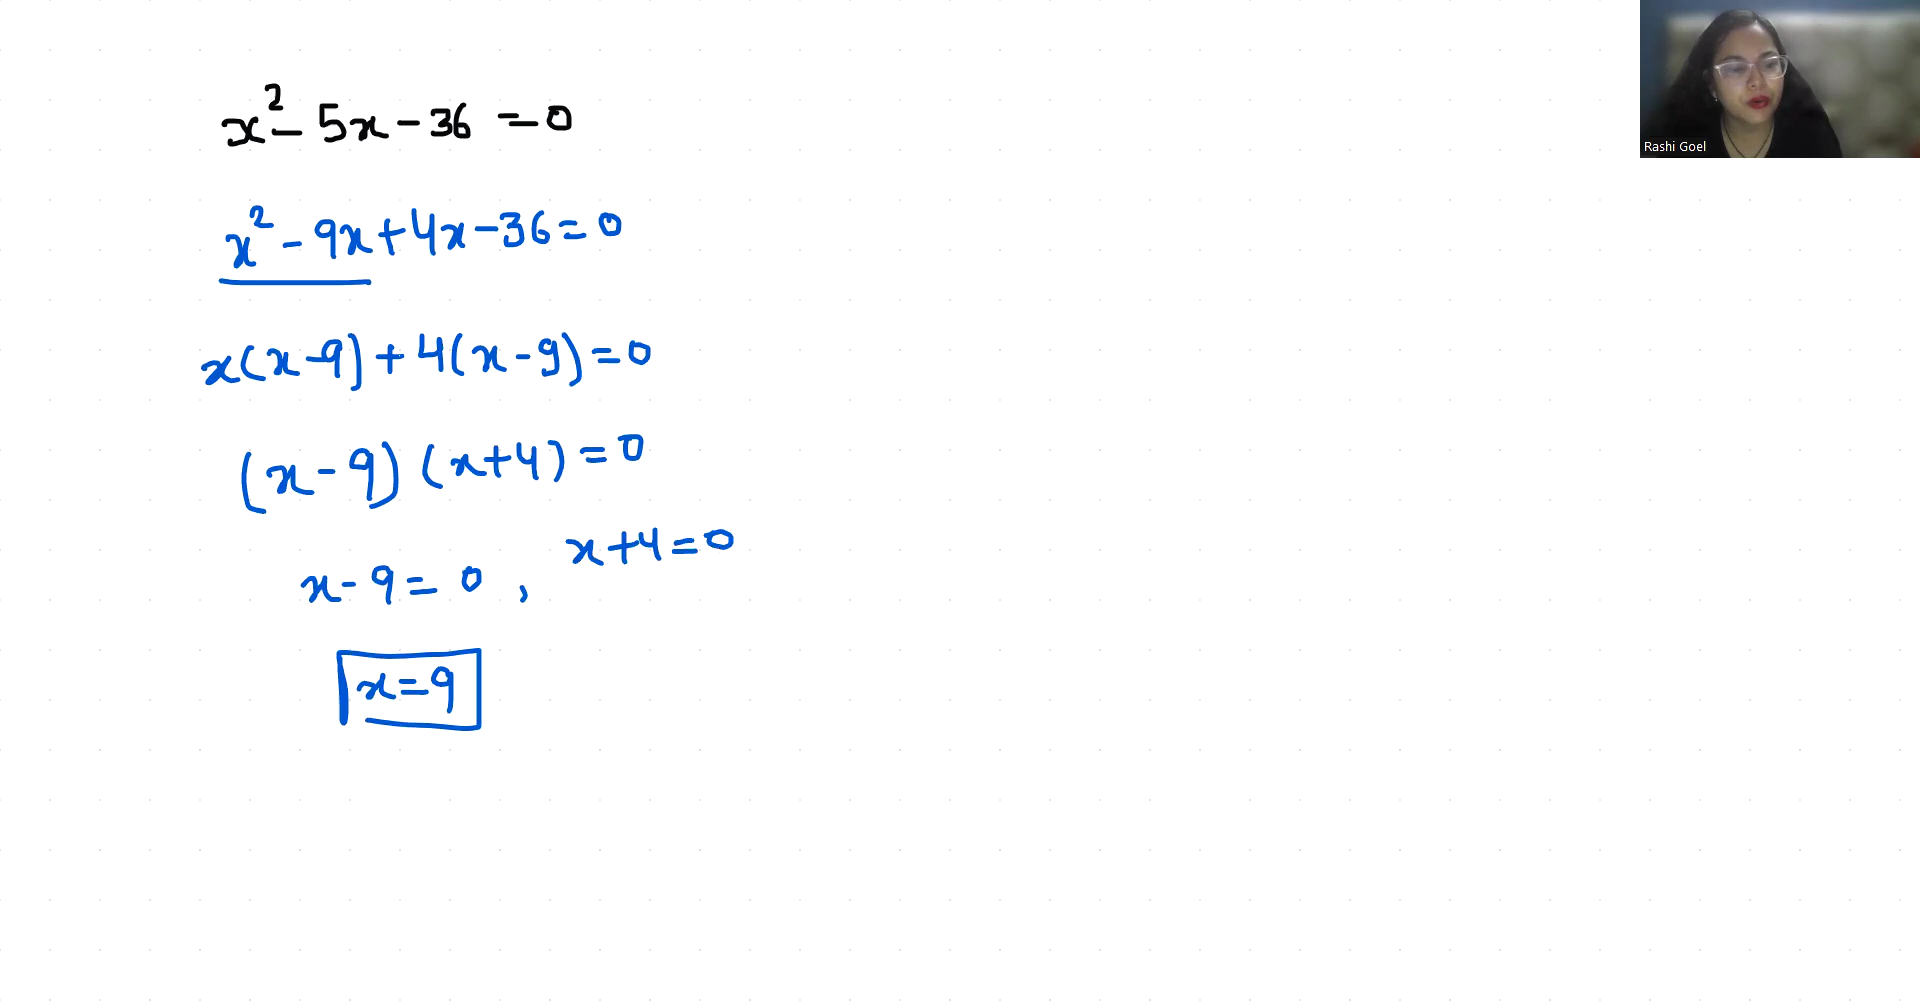 x² - 5x - 36 = 0
Rashi Goel
x² - 9x + 4x - 36 = 0
x(x - 9) + 4(x - 9) = 0
(x - 9) (x + 4) = 0
x - 9 = 0 , x + 4 = 0
x = 9